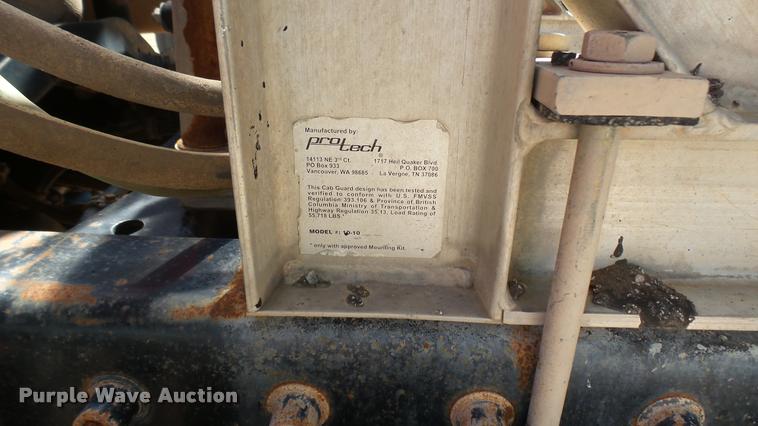 Manufactured by:
protech®
14113 NE 3rd Ct. 1717 Heil Quaker Blvd.
PO Box 933 P.O. BOX 700
Vancouver, WA 98685 La Vergne, TN 37086
This Cab Guard design has been tested and
verified to conform with U.S. FMVSS
Regulation 393.106 & Province of British
Columbia Ministry of Transportation &
Highway Regulation 35.13, Load Rating of
55,718 LBS.*
MODEL #: 10-10
* only with approved Mounting Kit.
Purple Wave Auction